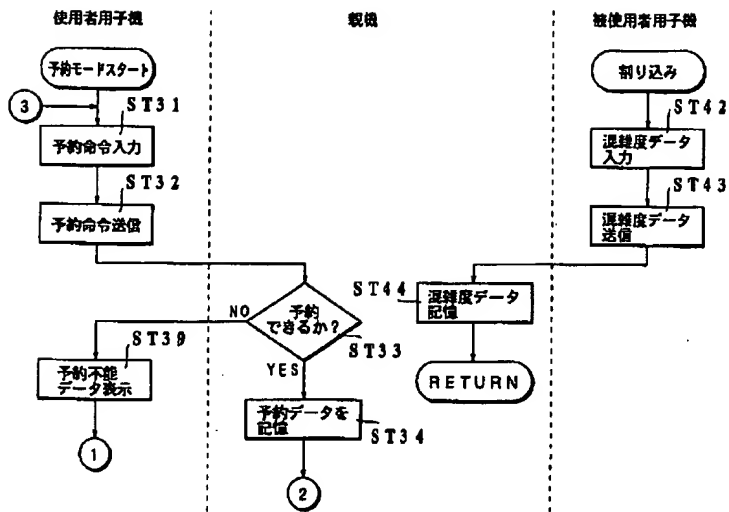 使用者用子機
親機
被使用者用子機
予約モードスタート
割り込み
3
ST31
予約命令入力
ST42
混雑度データ
入力
ST32
予約命令送信
ST43
混雑度データ
送信
ST44
混雑度データ
記憶
NO
予約
できるか?
ST33
ST39
予約不能
データ表示
YES
RETURN
予約データを
記憶
ST34
1
2